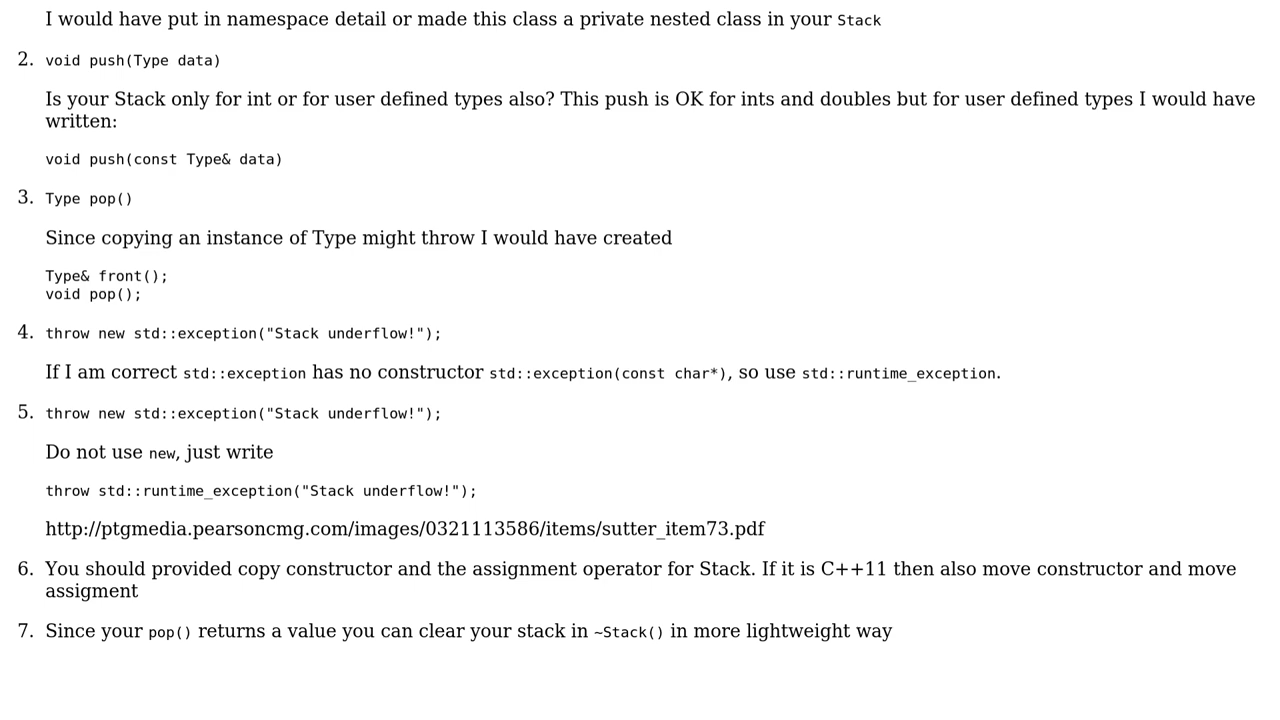 I would have put in namespace detail or made this class a private nested class in your Stack
2. void push(Type data)
Is your Stack only for int or for user defined types also? This push is OK for ints and doubles but for user defined types I would have
written:
void push(const Type& data)
3. Type pop()
Since copying an instance of Type might throw I would have created
Type& front();
void pop();
4. throw new std::exception("Stack underflow!");
If I am correct std::exception has no constructor std::exception(const char*), so use std::runtime_exception.
5. throw new std::exception("Stack underflow!");
Do not use new, just write
throw std::runtime_exception("Stack underflow!");
http://ptgmedia.pearsoncmg.com/images/0321113586/items/sutter_item73.pdf
6. You should provided copy constructor and the assignment operator for Stack. If it is C++11 then also move constructor and move
assigment
7. Since your pop() returns a value you can clear your stack in ~Stack() in more lightweight way